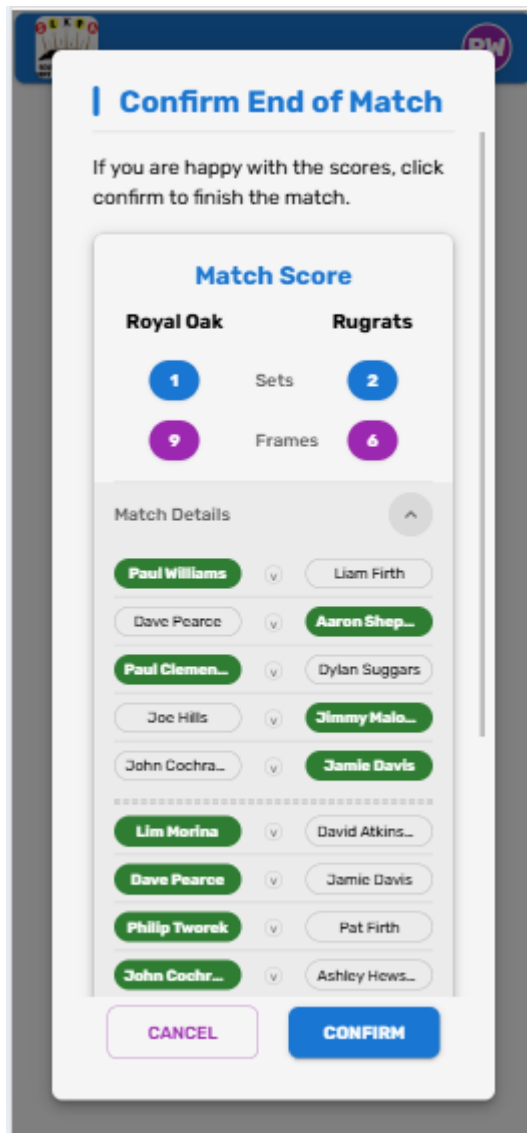 S L K P A
PW
Confirm End of Match
If you are happy with the scores, click
confirm to finish the match.
Match Score
Royal Oak Rugrats
1 Sets 2
9 Frames 6
Match Details
Paul Williams v Liam Firth
Dave Pearce v Aaron Shep...
Paul Clemen... v Dylan Suggars
Joe Hills v Jimmy Malo...
John Cochra... v Jamie Davis
Lim Morina v David Atkins...
Dave Pearce v Jamie Davis
Philip Tworek v Pat Firth
John Cochr... v Ashley Hews...
CANCEL CONFIRM